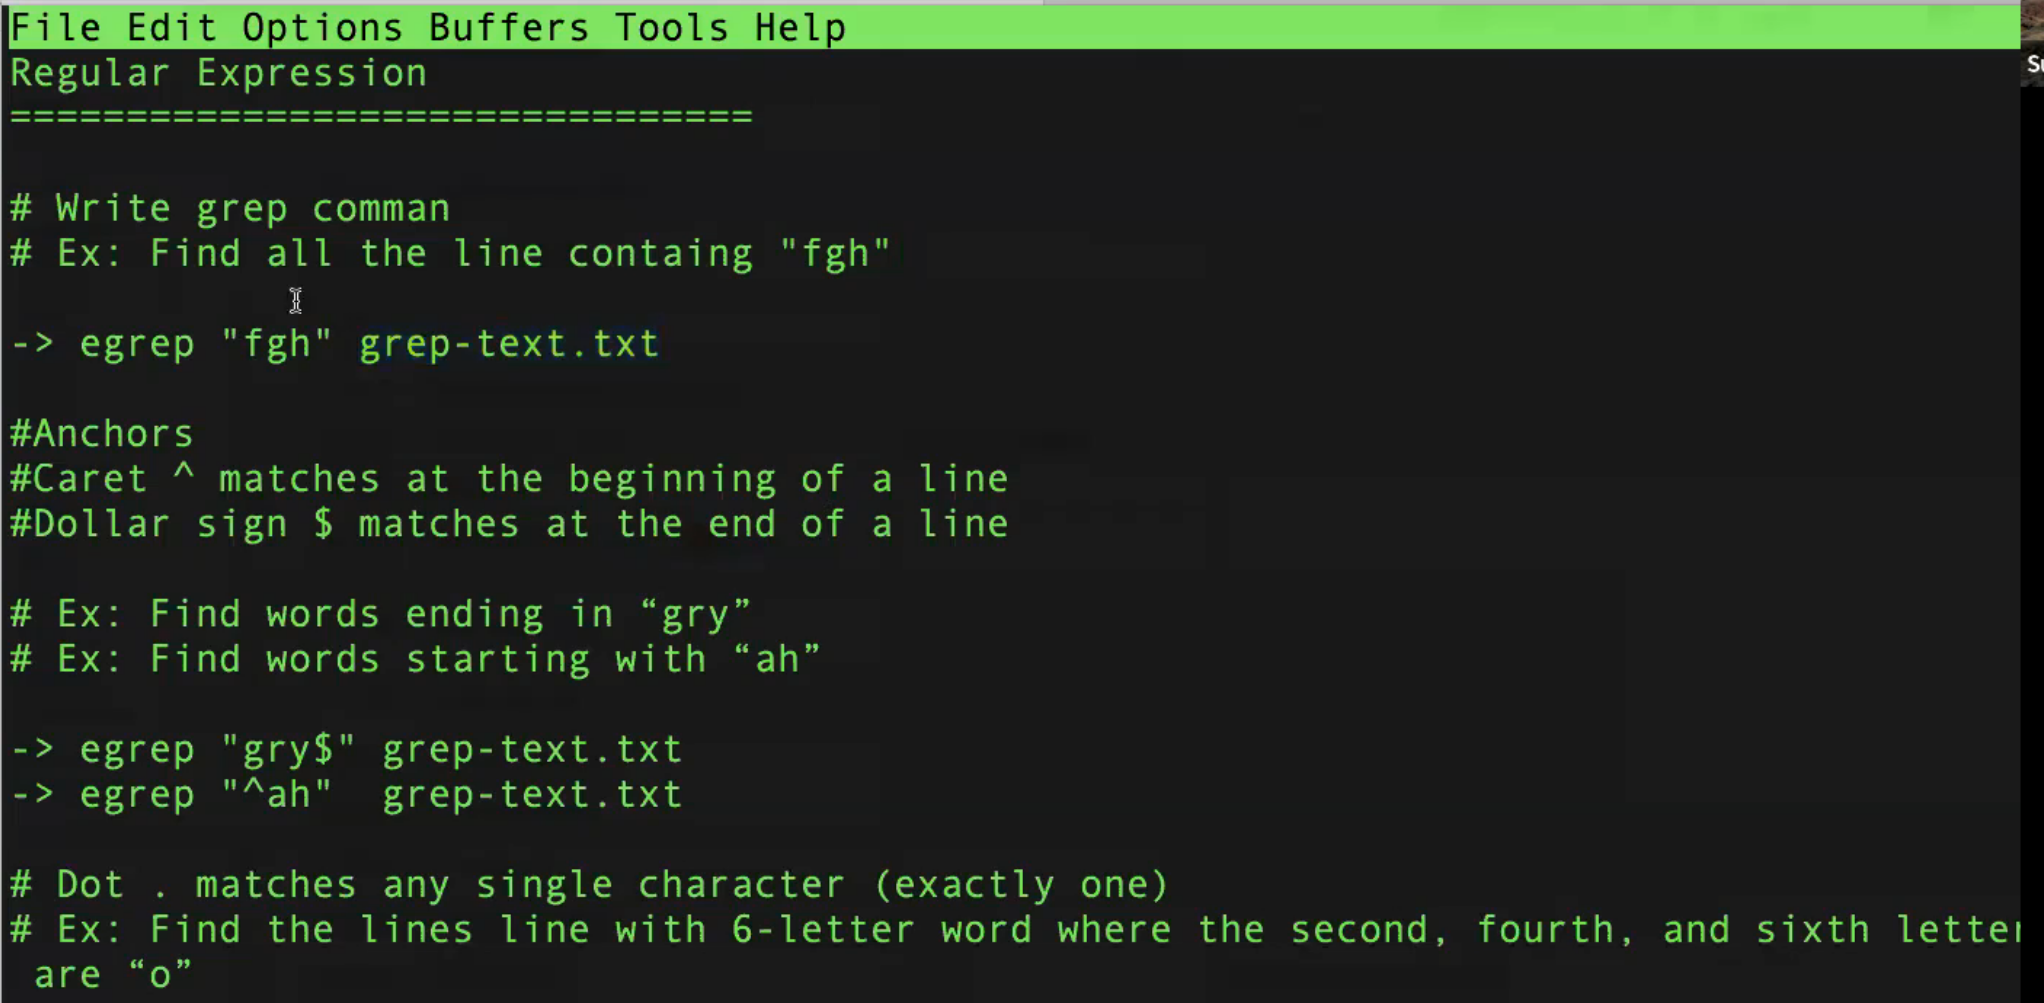 File Edit Options Buffers Tools Help
Regular Expression
================================
# Write grep comman
# Ex: Find all the line containg "fgh"
-> egrep "fgh" grep-text.txt
#Anchors
#Caret ^ matches at the beginning of a line
#Dollar sign $ matches at the end of a line
# Ex: Find words ending in “gry”
# Ex: Find words starting with “ah”
-> egrep "gry$" grep-text.txt
-> egrep "^ah"  grep-text.txt
# Dot . matches any single character (exactly one)
# Ex: Find the lines line with 6-letter word where the second, fourth, and sixth letter
are “o”